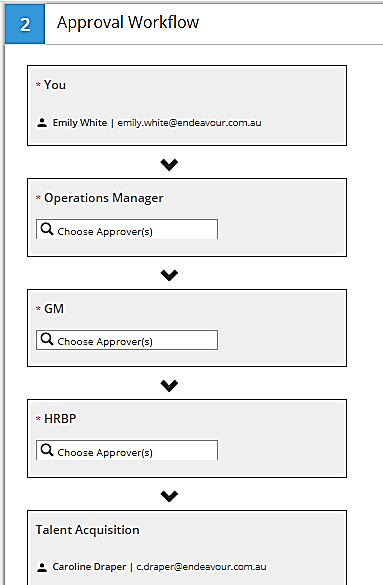 2 Approval Workflow
* You
Emily White | emily.white@endeavour.com.au
* Operations Manager
Choose Approver(s)
* GM
Choose Approver(s)
* HRBP
Choose Approver(s)
Talent Acquisition
Caroline Draper | c.draper@endeavour.com.au